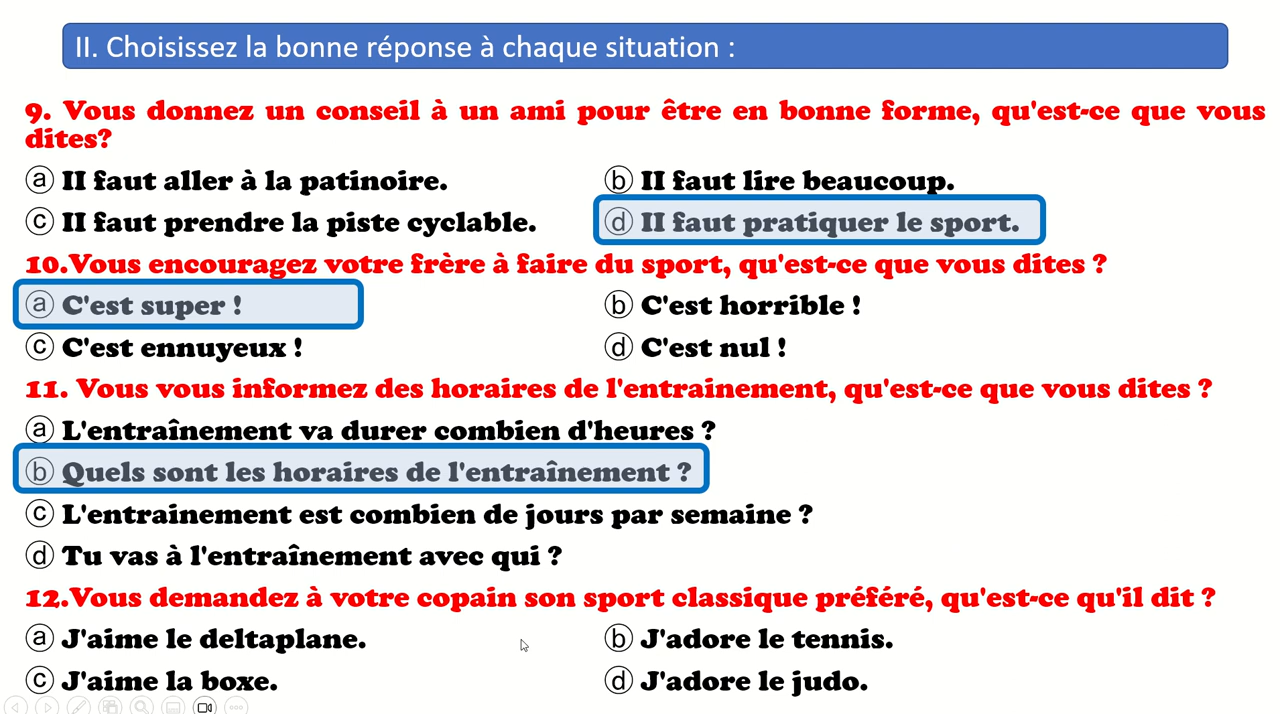 II. Choisissez la bonne réponse à chaque situation :
9. Vous donnez un conseil à un ami pour être en bonne forme, qu'est-ce que vous
dites?
ⓐ II faut aller à la patinoire. ⓑ II faut lire beaucoup.
ⓒ II faut prendre la piste cyclable. ⓓ II faut pratiquer le sport.
10.Vous encouragez votre frère à faire du sport, qu'est-ce que vous dites ?
ⓐ C'est super ! ⓑ C'est horrible !
ⓒ C'est ennuyeux ! ⓓ C'est nul !
11. Vous vous informez des horaires de l'entrainement, qu'est-ce que vous dites ?
ⓐ L'entraînement va durer combien d'heures ?
ⓑ Quels sont les horaires de l'entraînement ?
ⓒ L'entrainement est combien de jours par semaine ?
ⓓ Tu vas à l'entraînement avec qui ?
12.Vous demandez à votre copain son sport classique préféré, qu'est-ce qu'il dit ?
ⓐ J'aime le deltaplane. ⓑ J'adore le tennis.
ⓒ J'aime la boxe. ⓓ J'adore le judo.